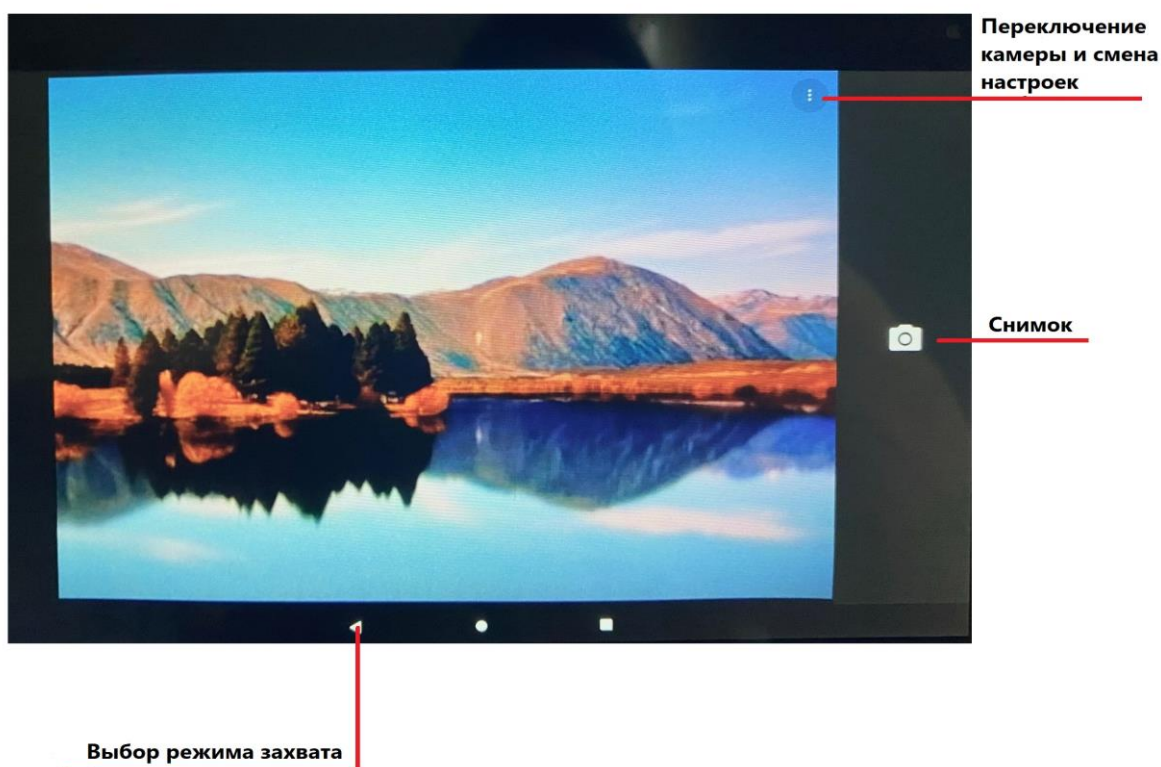 Переключение
камеры и смена
настроек
Снимок
Выбор режима захвата